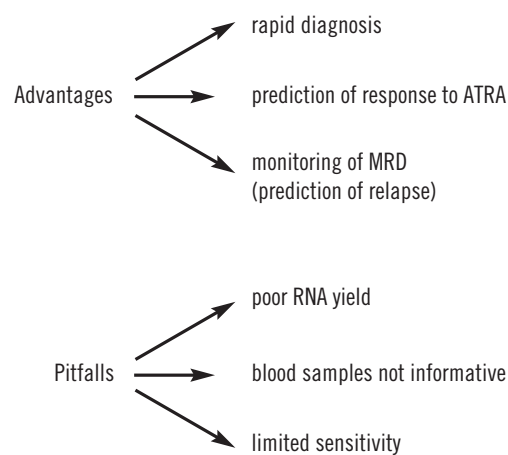 rapid diagnosis
Advantages
prediction of response to ATRA
monitoring of MRD
(prediction of relapse)
poor RNA yield
Pitfalls
blood samples not informative
limited sensitivity